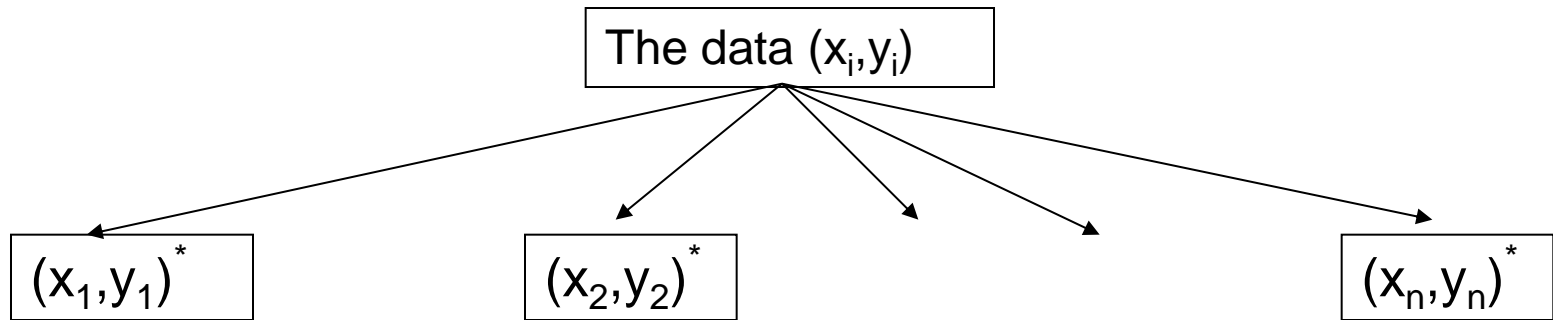 The data (xᵢ,yᵢ)
(x₁,y₁)*
(x₂,y₂)*
(xₙ,yₙ)*